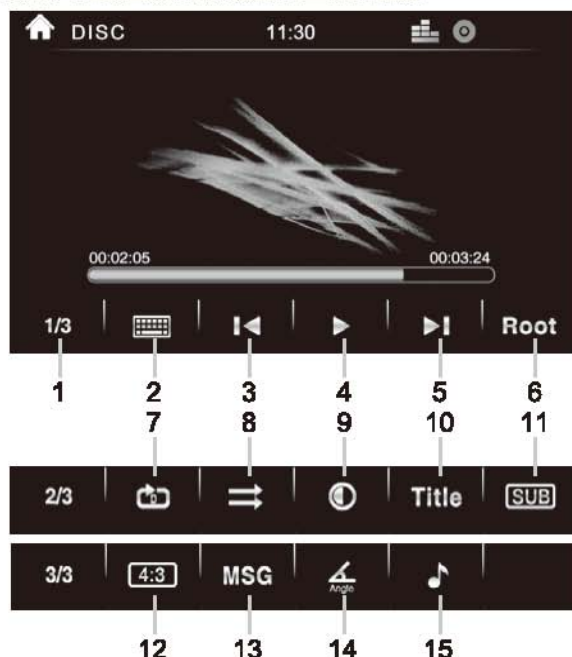 DISC 11:30
00:02:05 00:03:24
1/3 Root
1 2 3 4 5 6
7 8 9 10 11
2/3 Title SUB
3/3 4:3 MSG Angle
12 13 14 15